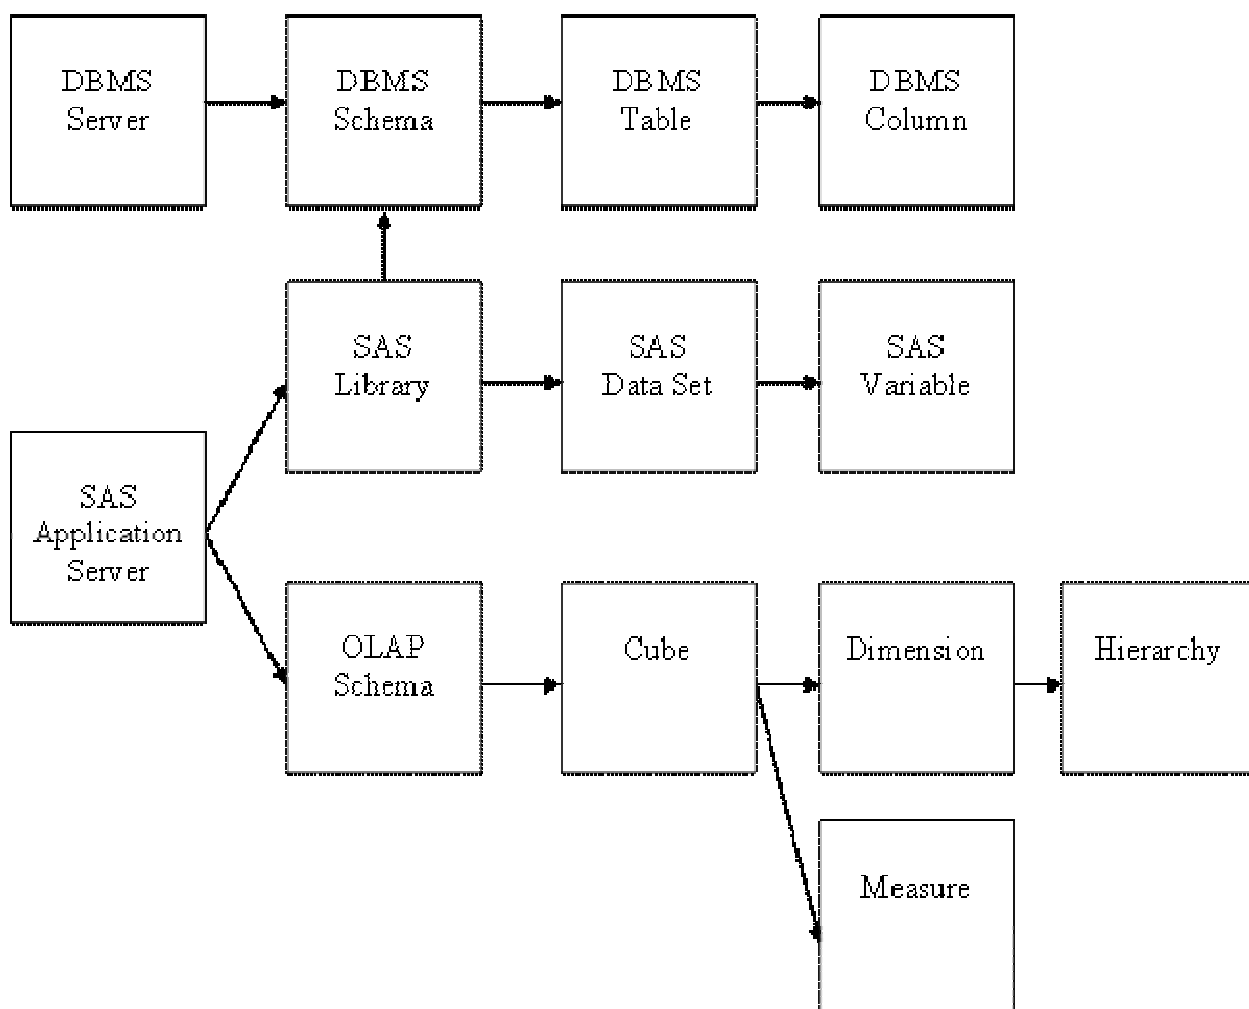 DBMS
Server
DBMS
Schema
DBMS
Table
DBMS
Column
SAS
Library
SAS
Data Set
SAS
Variable
SAS
Application
Server
OLAP
Schema
Cube
Dimension
Hierarchy
Measure